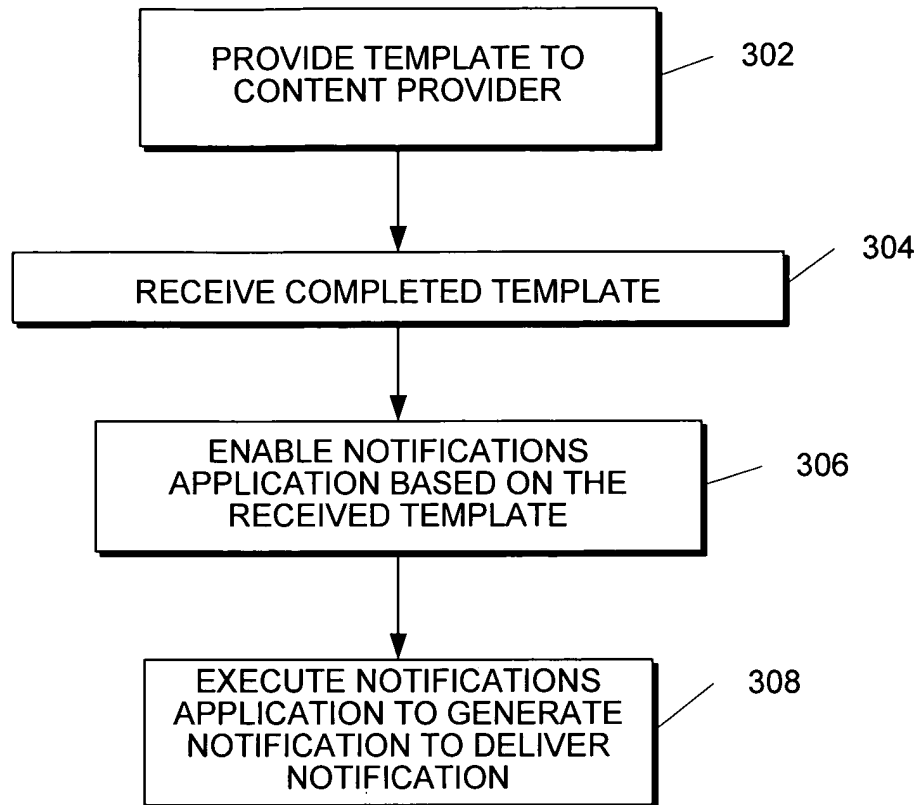 PROVIDE TEMPLATE TO
CONTENT PROVIDER
302
304
RECEIVE COMPLETED TEMPLATE
ENABLE NOTIFICATIONS
APPLICATION BASED ON THE
RECEIVED TEMPLATE
306
EXECUTE NOTIFICATIONS
APPLICATION TO GENERATE
NOTIFICATION TO DELIVER
NOTIFICATION
308